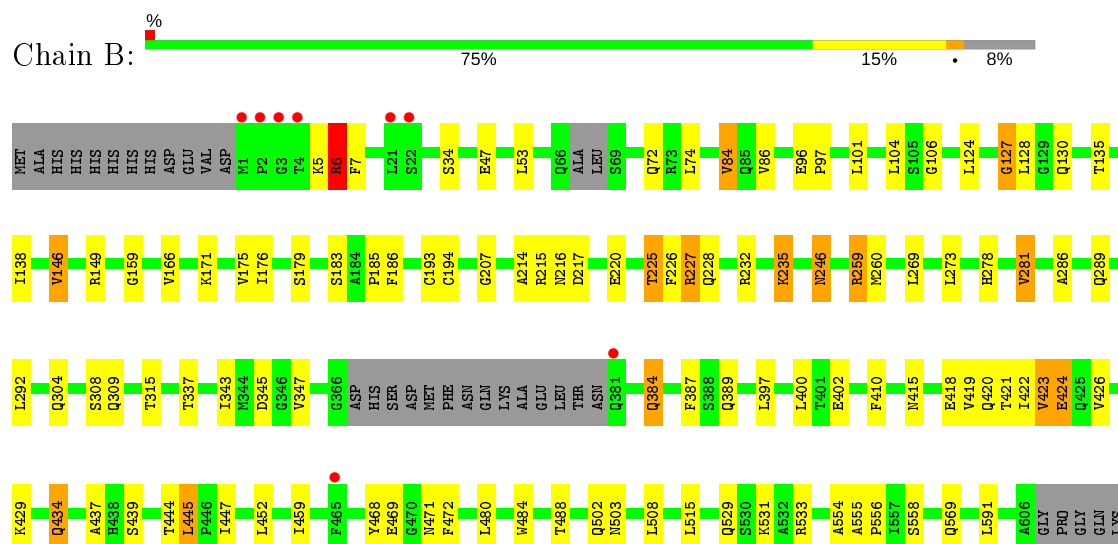 %
Chain B:
75% 15% • 8%
MET ALA HIS HIS HIS HIS HIS HIS ASP GLU VAL ASP M1 P2 G3 T4 K5 R6 F7 L21 S22 S34 E47 L53 Q66 ALA LEU S69 Q72 R73 L74 V84 Q85 V86 E96 P97 L101 L104 S105 G106 L124 G127 L128 G129 Q130 T135
I138 V146 R149 G159 V166 K171 V175 I176 S179 S183 A184 P185 F186 C193 C194 G207 A214 R215 N216 D217 E220 T225 F226 R227 Q228 R232 K235 N246 R259 M260 L269 L273 H278 V281 A286 Q289
L292 Q304 S308 Q309 T315 T337 I343 M344 D345 G346 V347 G366 ASP HIS SER ASP MET PHE ASN GLN LYS ALA GLU LEU THR ASN Q381 Q384 F387 S388 Q389 L397 L400 T401 E402 F410 N415 E418 V419 Q420 T421 I422 V423 E424 Q425 V426
K429 Q434 A437 H438 S439 T444 L445 P446 I447 L452 I459 F465 Y468 E469 G470 N471 F472 L480 W484 T488 Q502 N503 L508 L515 Q529 S530 K531 A532 R533 A554 A555 P556 I557 S558 Q569 L591 A606 GLY PRO GLY GLN